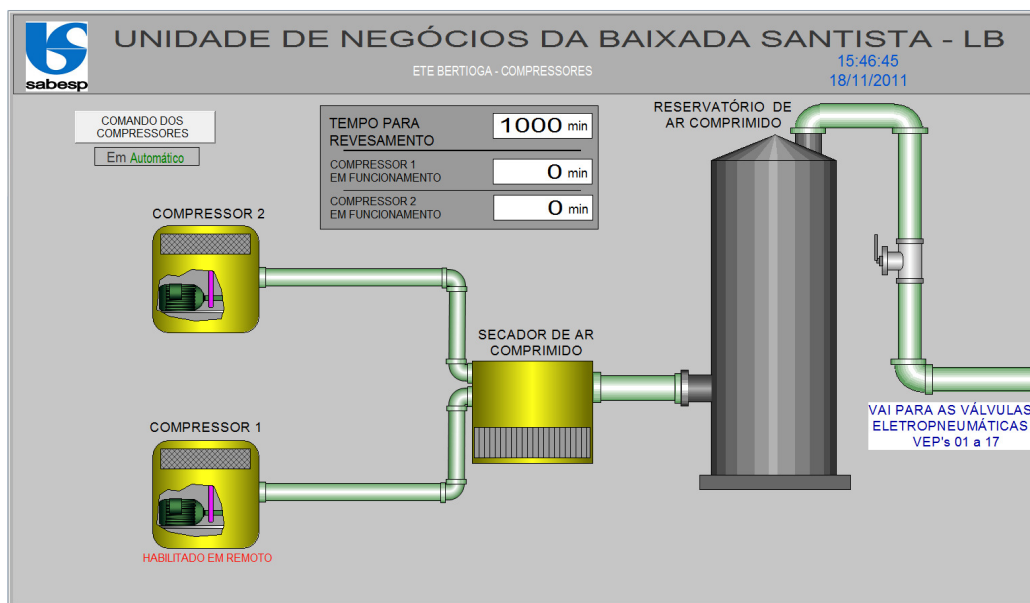 sabesp
UNIDADE DE NEGÓCIOS DA BAIXADA SANTISTA - LB
ETE BERTIOGA - COMPRESSORES
15:46:45
18/11/2011
COMANDO DOS
COMPRESSORES
Em Automático
TEMPO PARA
REVESAMENTO
1000 min
COMPRESSOR 1
EM FUNCIONAMENTO
0 min
COMPRESSOR 2
EM FUNCIONAMENTO
0 min
RESERVATÓRIO DE
AR COMPRIMIDO
COMPRESSOR 2
SECADOR DE AR
COMPRIMIDO
VAI PARA AS VÁLVULAS
ELETROPNEUMÁTICAS
VEP's 01 a 17
COMPRESSOR 1
HABILITADO EM REMOTO